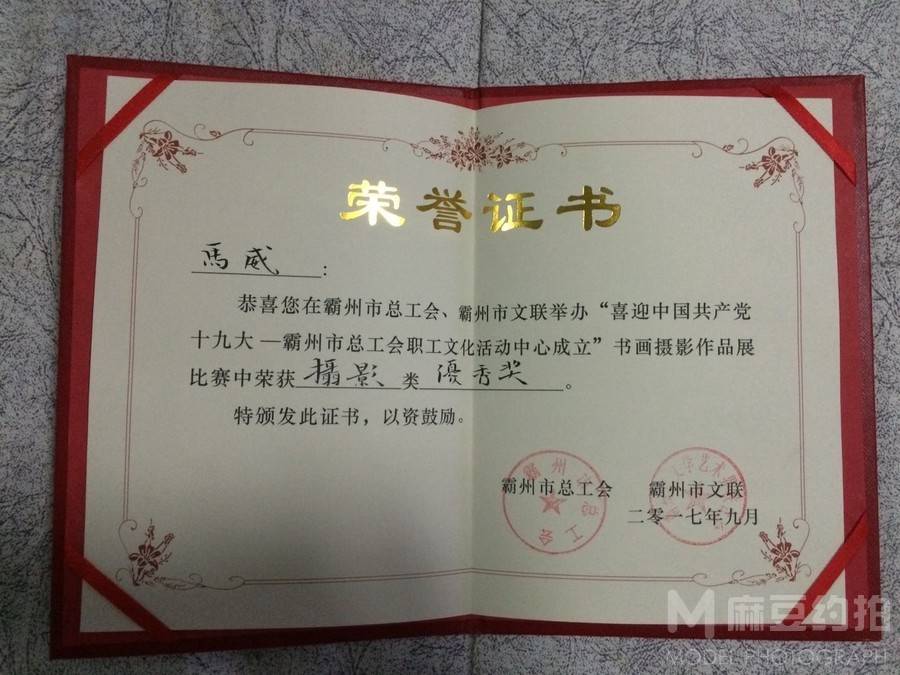 荣誉证书
馬威：
恭喜您在霸州市总工会、霸州市文联举办“喜迎中国共产党
十九大—霸州市总工会职工文化活动中心成立”书画摄影作品展
比赛中荣获攝影类優秀奖。
特颁发此证书，以资鼓励。
霸州市总工会 霸州市文联
二零一七年九月
麻豆约拍
MODEL PHOTOGRAPH